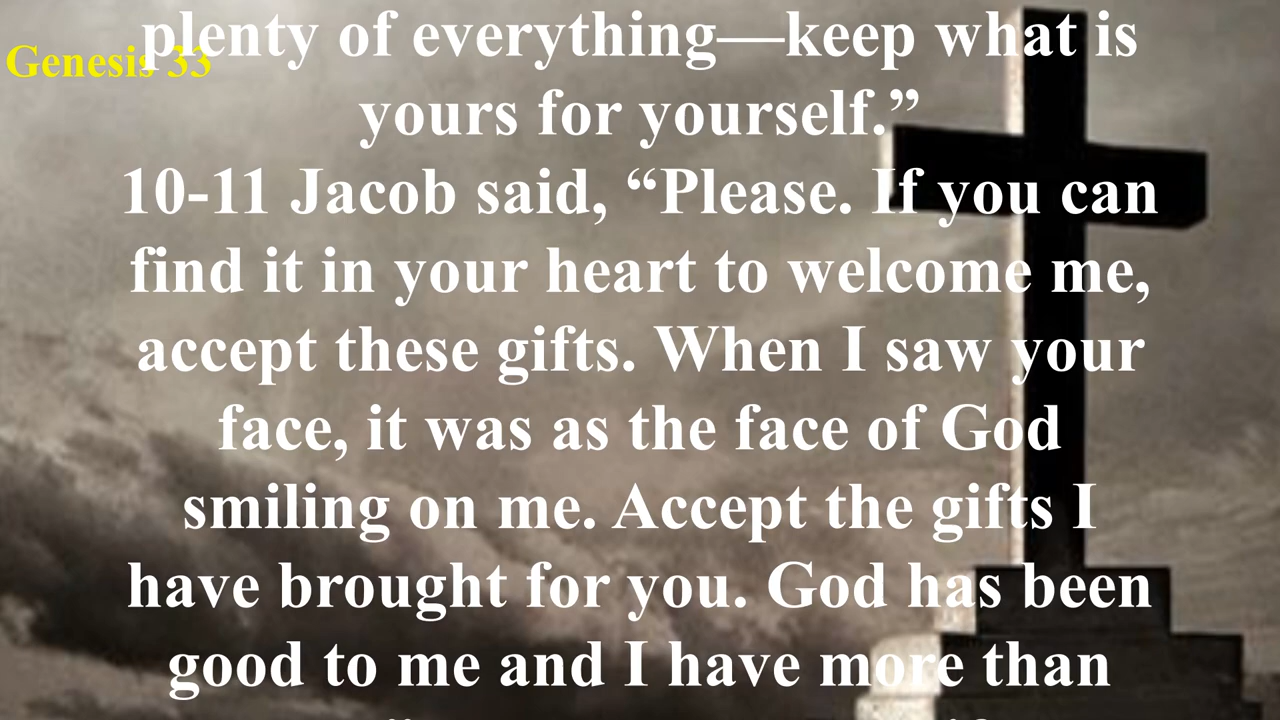 Genesis 33
plenty of everything—keep what is
yours for yourself.”
10-11 Jacob said, “Please. If you can
find it in your heart to welcome me,
accept these gifts. When I saw your
face, it was as the face of God
smiling on me. Accept the gifts I
have brought for you. God has been
good to me and I have more than